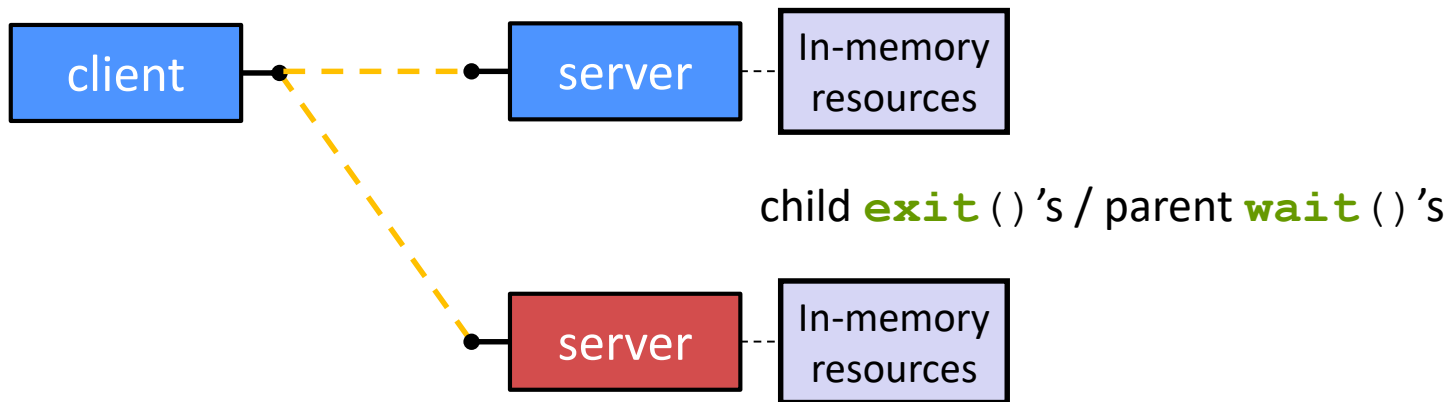 client
server
In-memory
resources
child exit()’s / parent wait()’s
server
In-memory
resources